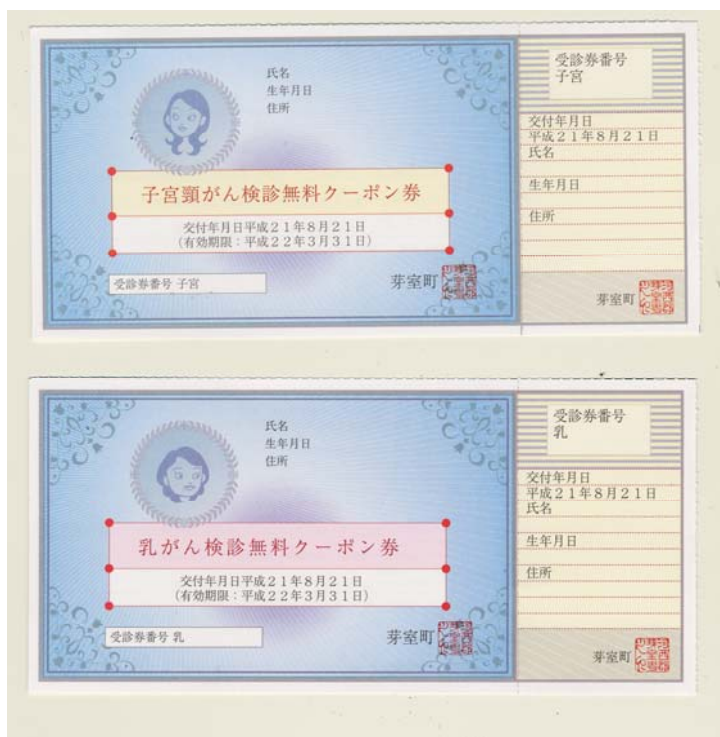 氏名
生年月日
住所
子宮頸がん検診無料クーポン券
交付年月日平成21年8月21日
(有効期限：平成22年3月31日)
受診券番号 子宮
芽室町
受診券番号
子宮
交付年月日
平成21年8月21日
氏名
生年月日
住所
芽室町
氏名
生年月日
住所
乳がん検診無料クーポン券
交付年月日平成21年8月21日
(有効期限：平成22年3月31日)
受診券番号 乳
芽室町
受診券番号
乳
交付年月日
平成21年8月21日
氏名
生年月日
住所
芽室町